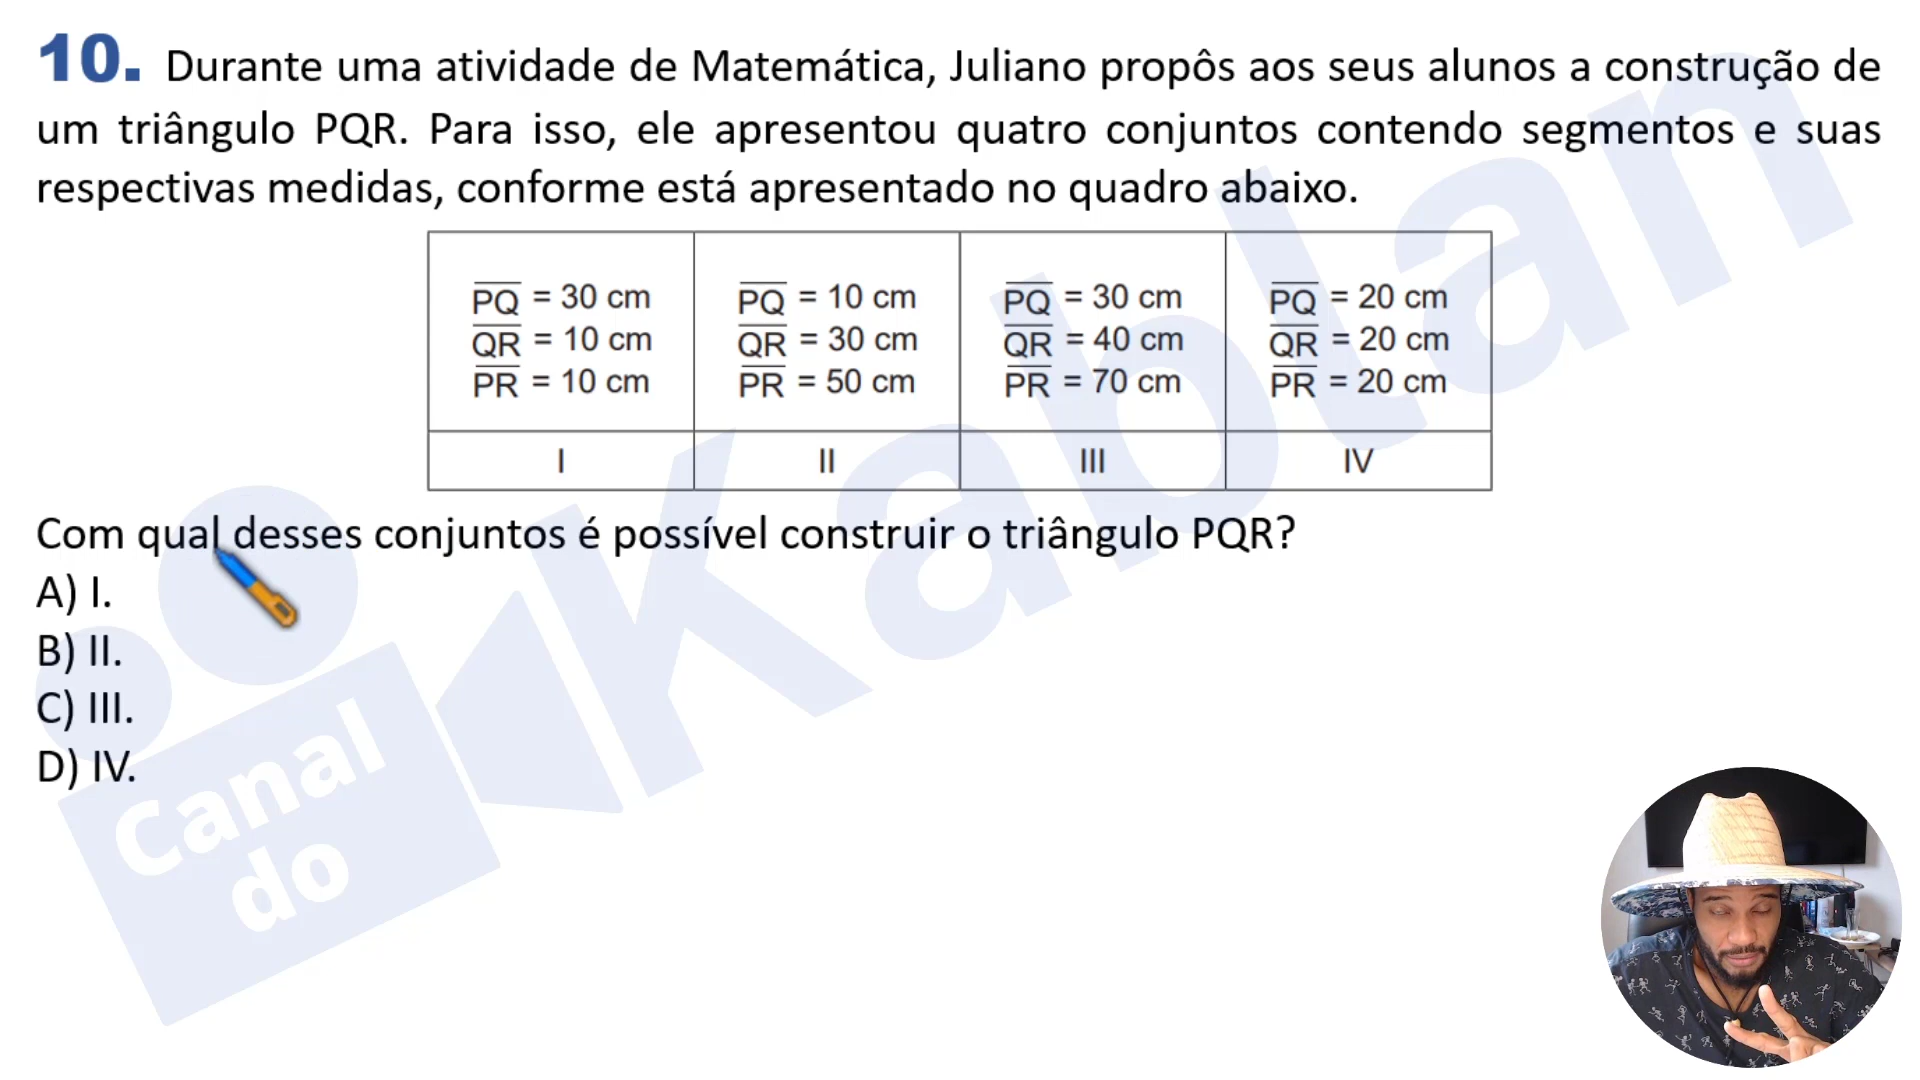 10. Durante uma atividade de Matemática, Juliano propôs aos seus alunos a construção de
um triângulo PQR. Para isso, ele apresentou quatro conjuntos contendo segmentos e suas
respectivas medidas, conforme está apresentado no quadro abaixo.
PQ = 30 cm
QR = 10 cm
PR = 10 cm
I
PQ = 10 cm
QR = 30 cm
PR = 50 cm
II
PQ = 30 cm
QR = 40 cm
PR = 70 cm
III
PQ = 20 cm
QR = 20 cm
PR = 20 cm
IV
Com qual desses conjuntos é possível construir o triângulo PQR?
A) I.
B) II.
C) III.
D) IV.
Canal
do
Kablan